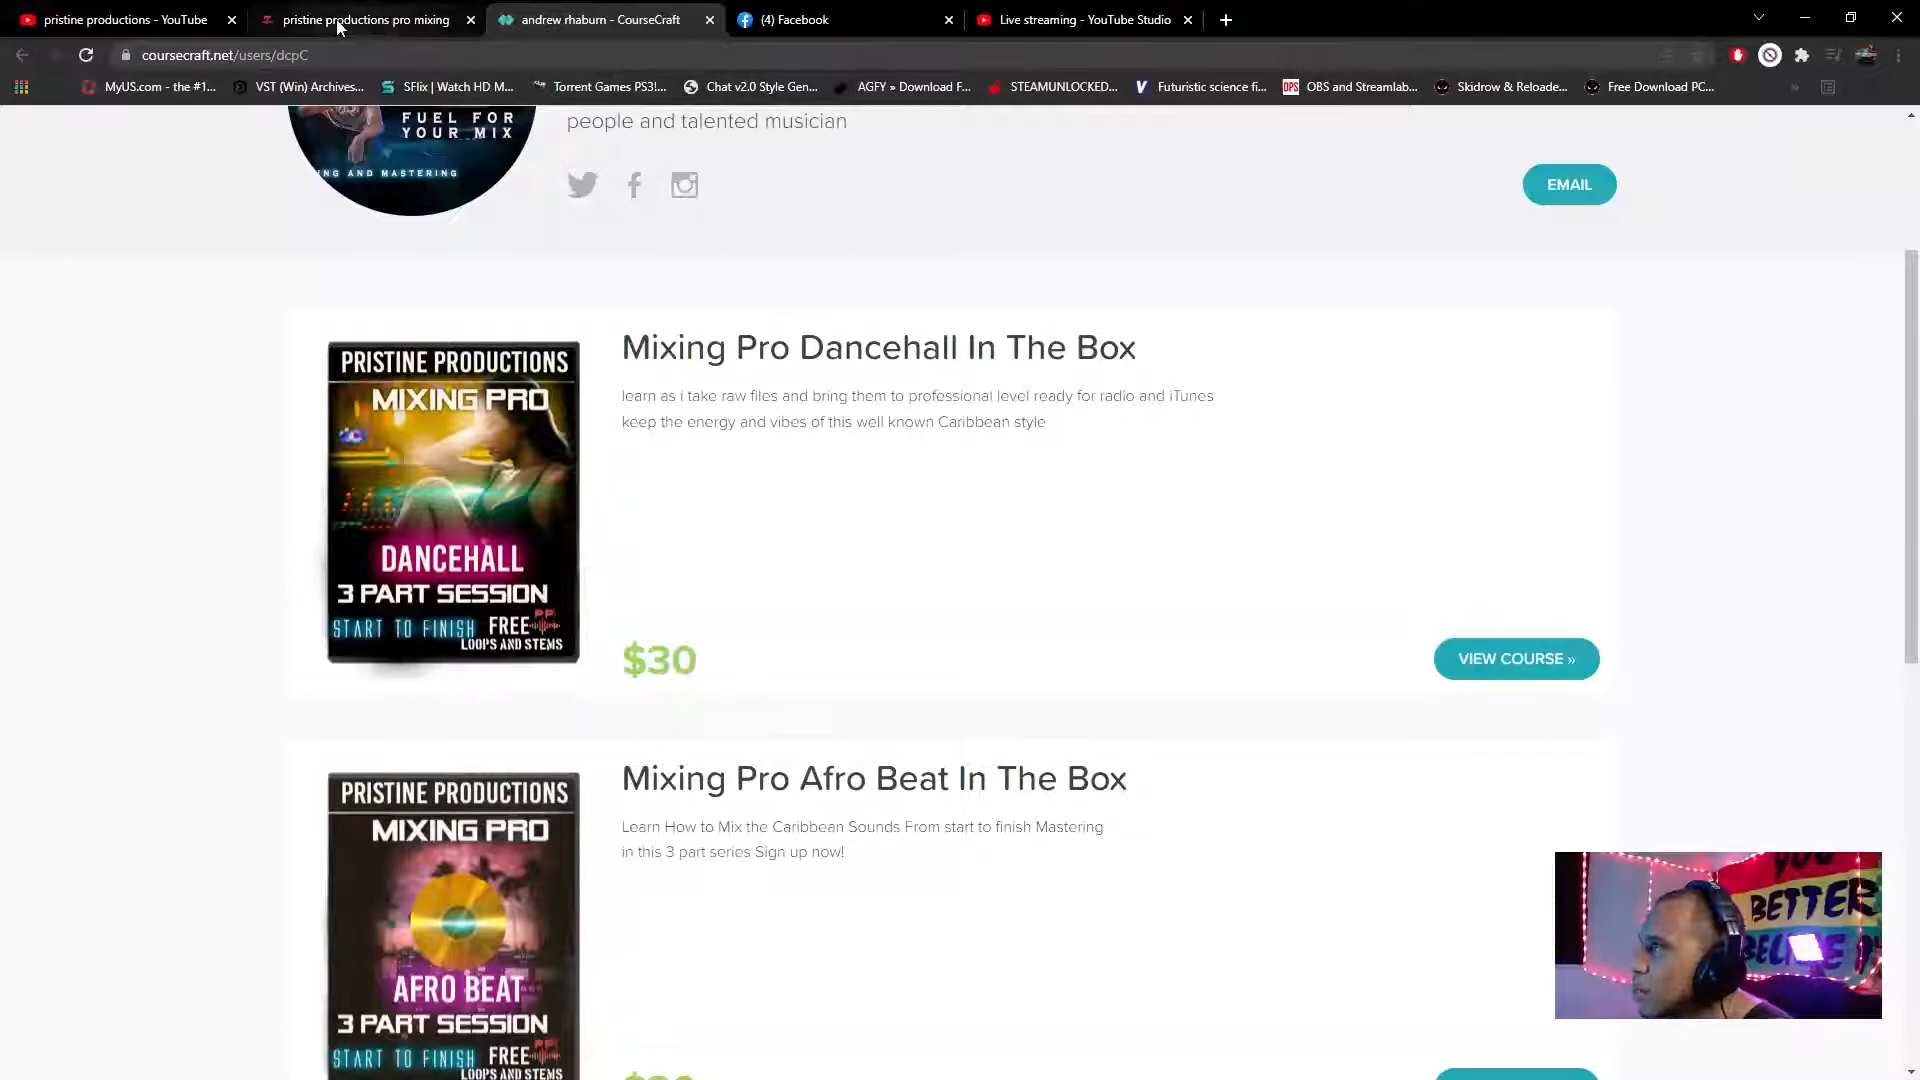 pristine productions - YouTube
pristine productions pro mixing
andrew rhaburn - CourseCraft
(4) Facebook
Live streaming - YouTube Studio
coursecraft.net/users/dcpC
MyUS.com - the #1...
VST (Win) Archives...
SFlix | Watch HD M...
Torrent Games PS3!...
Chat v2.0 Style Gen...
AGFY » Download F...
STEAMUNLOCKED...
Futuristic science fi...
OBS and Streamlab...
Skidrow & Reloade...
Free Download PC...
FUEL FOR
YOUR MIX
NG AND MASTERING
people and talented musician
EMAIL
PRISTINE PRODUCTIONS
MIXING PRO
DANCEHALL
3 PART SESSION
START TO FINISH FREE
LOOPS AND STEMS
Mixing Pro Dancehall In The Box
learn as i take raw files and bring them to professional level ready for radio and iTunes
keep the energy and vibes of this well known Caribbean style
$30
VIEW COURSE »
PRISTINE PRODUCTIONS
MIXING PRO
AFRO BEAT
3 PART SESSION
START TO FINISH FREE
LOOPS AND STEMS
Mixing Pro Afro Beat In The Box
Learn How to Mix the Caribbean Sounds From start to finish Mastering
in this 3 part series Sign up now!
YOU
BETTER